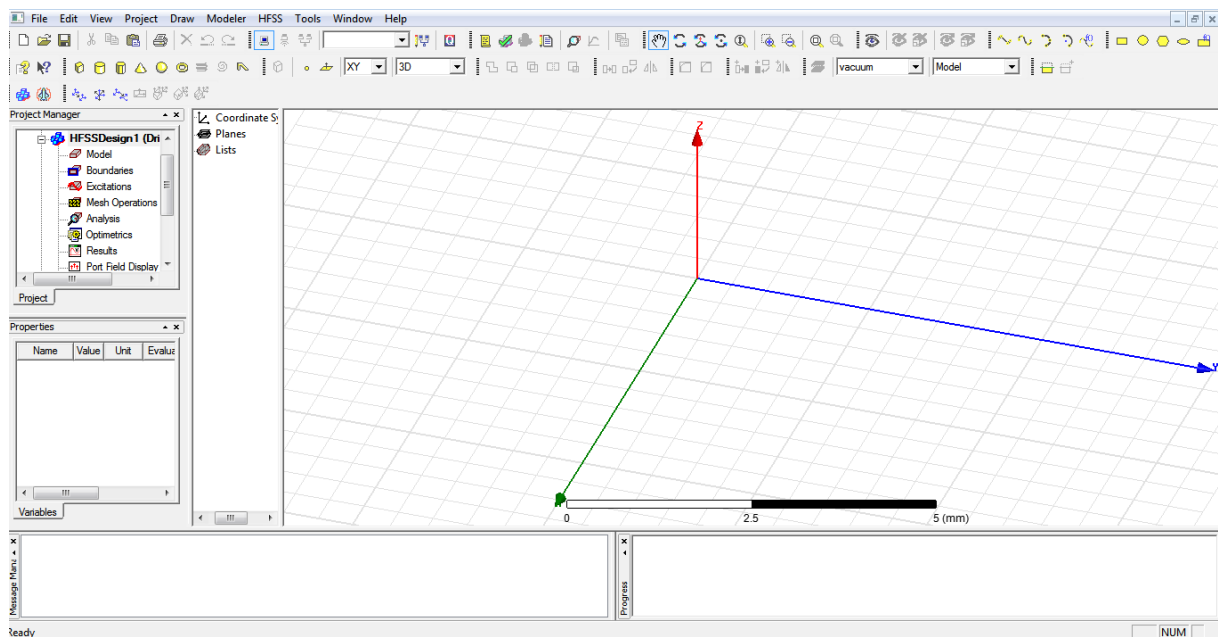 File Edit View Project Draw Modeler HFSS Tools Window Help
XY 3D vacuum Model
Project Manager
HFSSDesign1 (Dri
Model
Boundaries
Excitations
Mesh Operations
Analysis
Optimetrics
Results
Port Field Display
Project
Coordinate Sy
Planes
Lists
Z
Y
0 2.5 5 (mm)
Properties
Name Value Unit Evalua
Variables
Message Mana
Progress
Ready
NUM